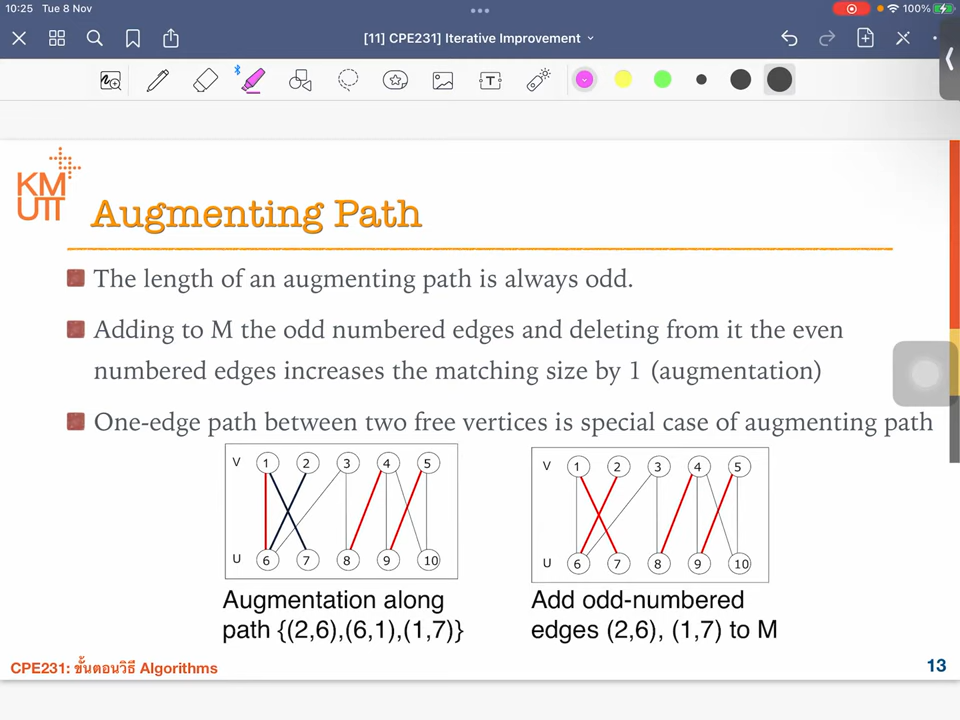 10:25 Tue 8 Nov
100%
[11] CPE231] Iterative Improvement
T
KM
UTT
Augmenting Path
The length of an augmenting path is always odd.
Adding to M the odd numbered edges and deleting from it the even
numbered edges increases the matching size by 1 (augmentation)
One-edge path between two free vertices is special case of augmenting path
V 1 2 3 4 5
U 6 7 8 9 10
V 1 2 3 4 5
U 6 7 8 9 10
Augmentation along
path {(2,6),(6,1),(1,7)}
Add odd-numbered
edges (2,6), (1,7) to M
CPE231: ขั้นตอนวิธี Algorithms
13